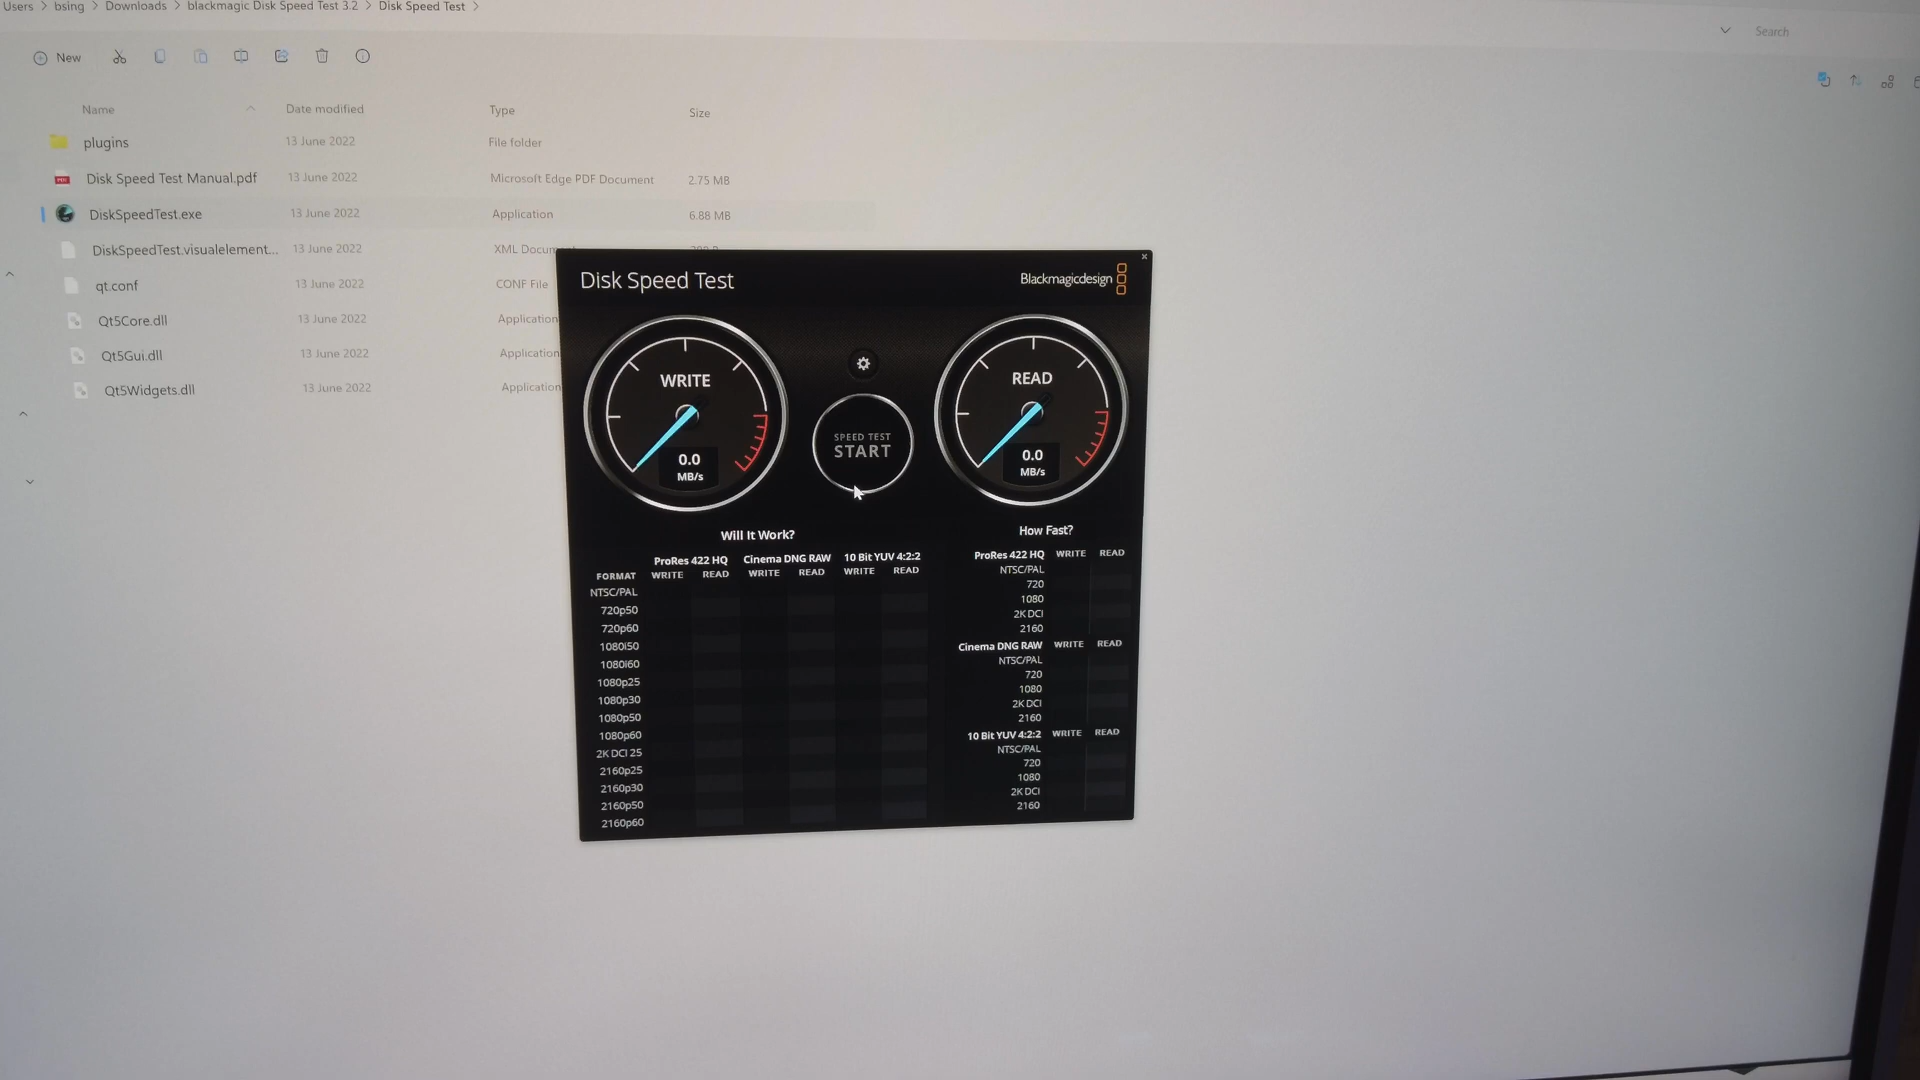 Users > bsing > Downloads > blackmagic Disk Speed Test 3.2 > Disk Speed Test >
Search
New
Name Date modified Type Size
plugins 13 June 2022 File folder
Disk Speed Test Manual.pdf 13 June 2022 Microsoft Edge PDF Document 2.75 MB
DiskSpeedTest.exe 13 June 2022 Application 6.88 MB
DiskSpeedTest.visualelement... 13 June 2022 XML Docum
qt.conf 13 June 2022 CONF File
Qt5Core.dll 13 June 2022 Application
Qt5Gui.dll 13 June 2022 Application
Qt5Widgets.dll 13 June 2022 Application
Disk Speed Test
Blackmagicdesign
WRITE
0.0
MB/s
SPEED TEST
START
READ
0.0
MB/s
Will It Work?
ProRes 422 HQ Cinema DNG RAW 10 Bit YUV 4:2:2
FORMAT WRITE READ WRITE READ WRITE READ
NTSC/PAL
720p50
720p60
1080i50
1080i60
1080p25
1080p30
1080p50
1080p60
2K DCI 25
2160p25
2160p30
2160p50
2160p60
How Fast?
ProRes 422 HQ WRITE READ
NTSC/PAL
720
1080
2K DCI
2160
Cinema DNG RAW WRITE READ
NTSC/PAL
720
1080
2K DCI
2160
10 Bit YUV 4:2:2 WRITE READ
NTSC/PAL
720
1080
2K DCI
2160